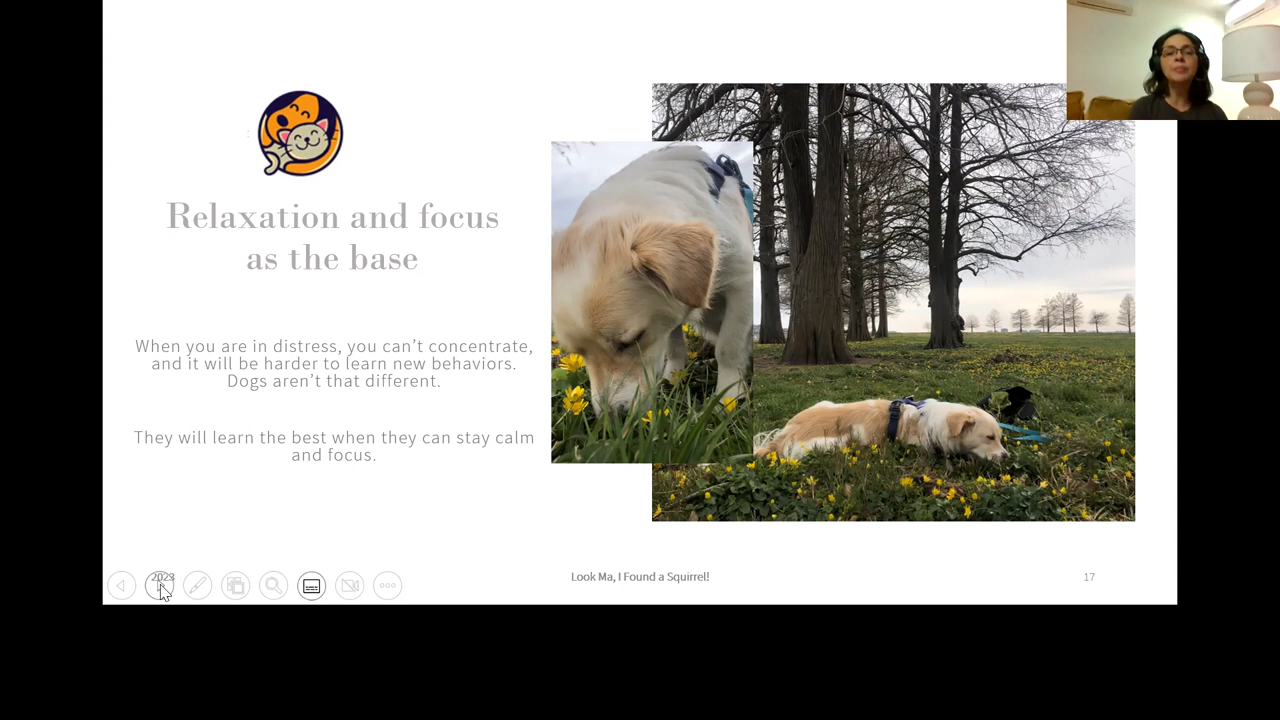 Relaxation and focus
as the base
When you are in distress, you can’t concentrate,
and it will be harder to learn new behaviors.
Dogs aren’t that different.
They will learn the best when they can stay calm
and focus.
2023
Look Ma, I Found a Squirrel!
17